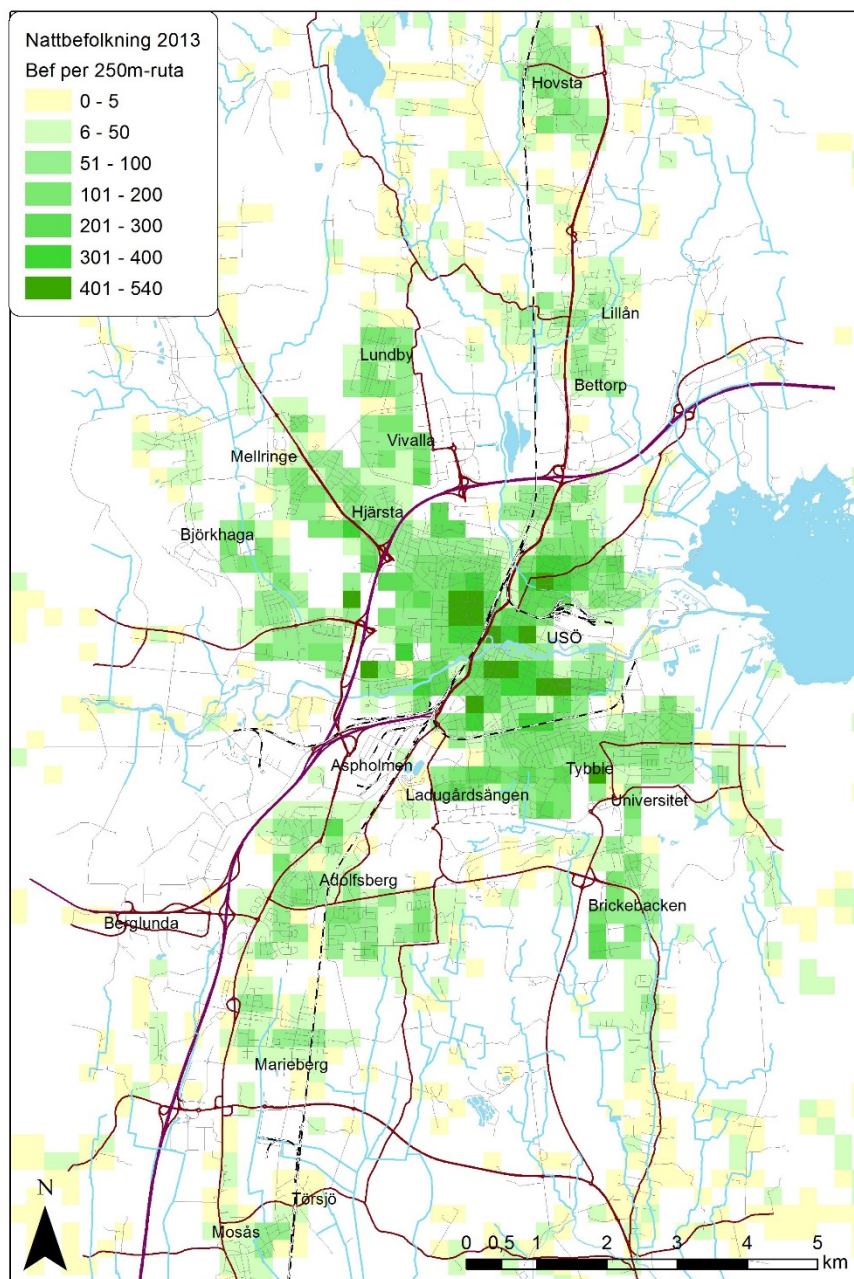 Nattbefolkning 2013
Bef per 250m-ruta
0 - 5
6 - 50
51 - 100
101 - 200
201 - 300
301 - 400
401 - 540
Hovsta
Lillån
Lundby
Bettorp
Vivalla
Mellringe
Hjärsta
Björkhaga
USÖ
Aspholmen
Tybble
Ladugårdsängen
Universitet
Adolfsberg
Brickebacken
Berglunda
Marieberg
N
Törsjö
Mosås
0 0,5 1 2 3 4 5
km